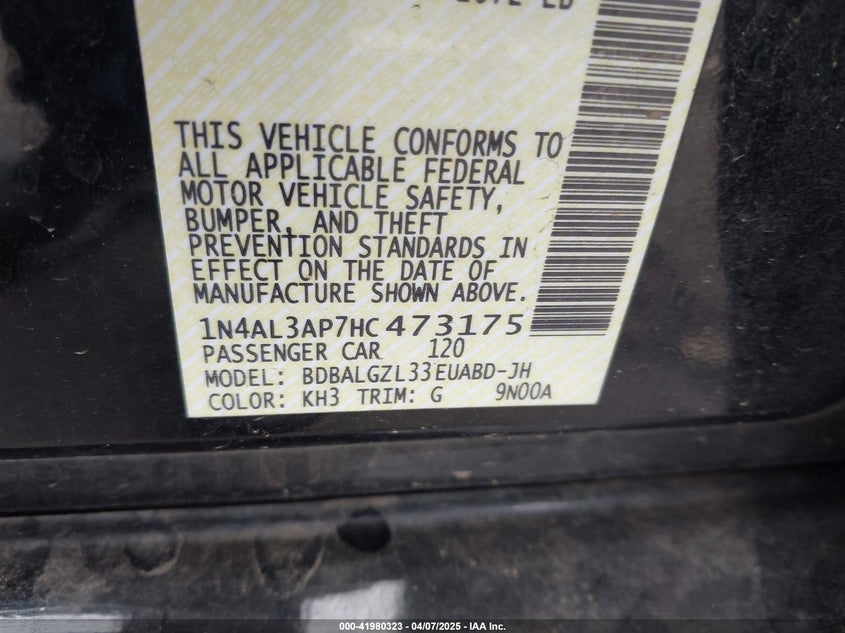 THIS VEHICLE CONFORMS TO
ALL APPLICABLE FEDERAL
MOTOR VEHICLE SAFETY,
BUMPER, AND THEFT
PREVENTION STANDARDS IN
EFFECT ON THE DATE OF
MANUFACTURE SHOWN ABOVE.
1N4AL3AP7HC473175
PASSENGER CAR 120
MODEL: BDBALGZL33EUABD-JH
COLOR: KH3 TRIM: G 9N00A
000-41980323 | 04/07/2025 - IAA Inc.